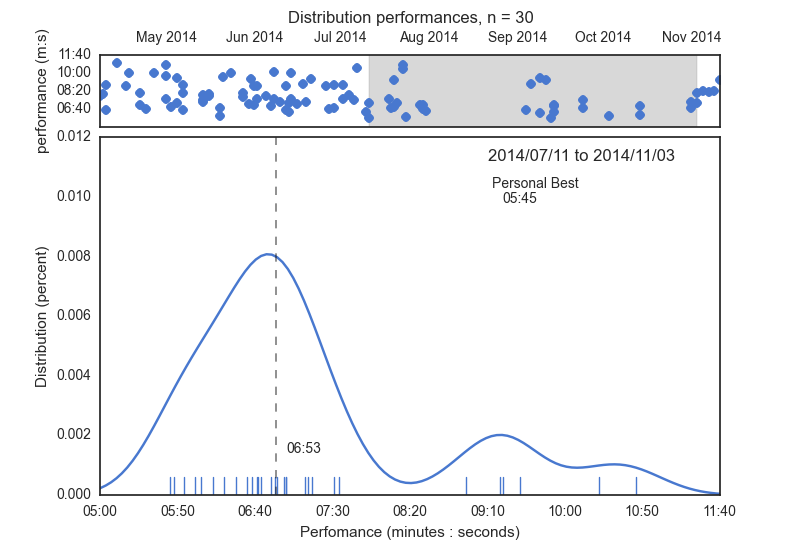 Distribution performances, n = 30
May 2014 Jun 2014 Jul 2014 Aug 2014 Sep 2014 Oct 2014 Nov 2014
performance (m:s)
11:40
10:00
08:20
06:40
0.012
0.010
0.008
0.006
0.004
0.002
0.000
Distribution (percent)
2014/07/11 to 2014/11/03
Personal Best
05:45
06:53
05:00 05:50 06:40 07:30 08:20 09:10 10:00 10:50 11:40
Perfomance (minutes : seconds)